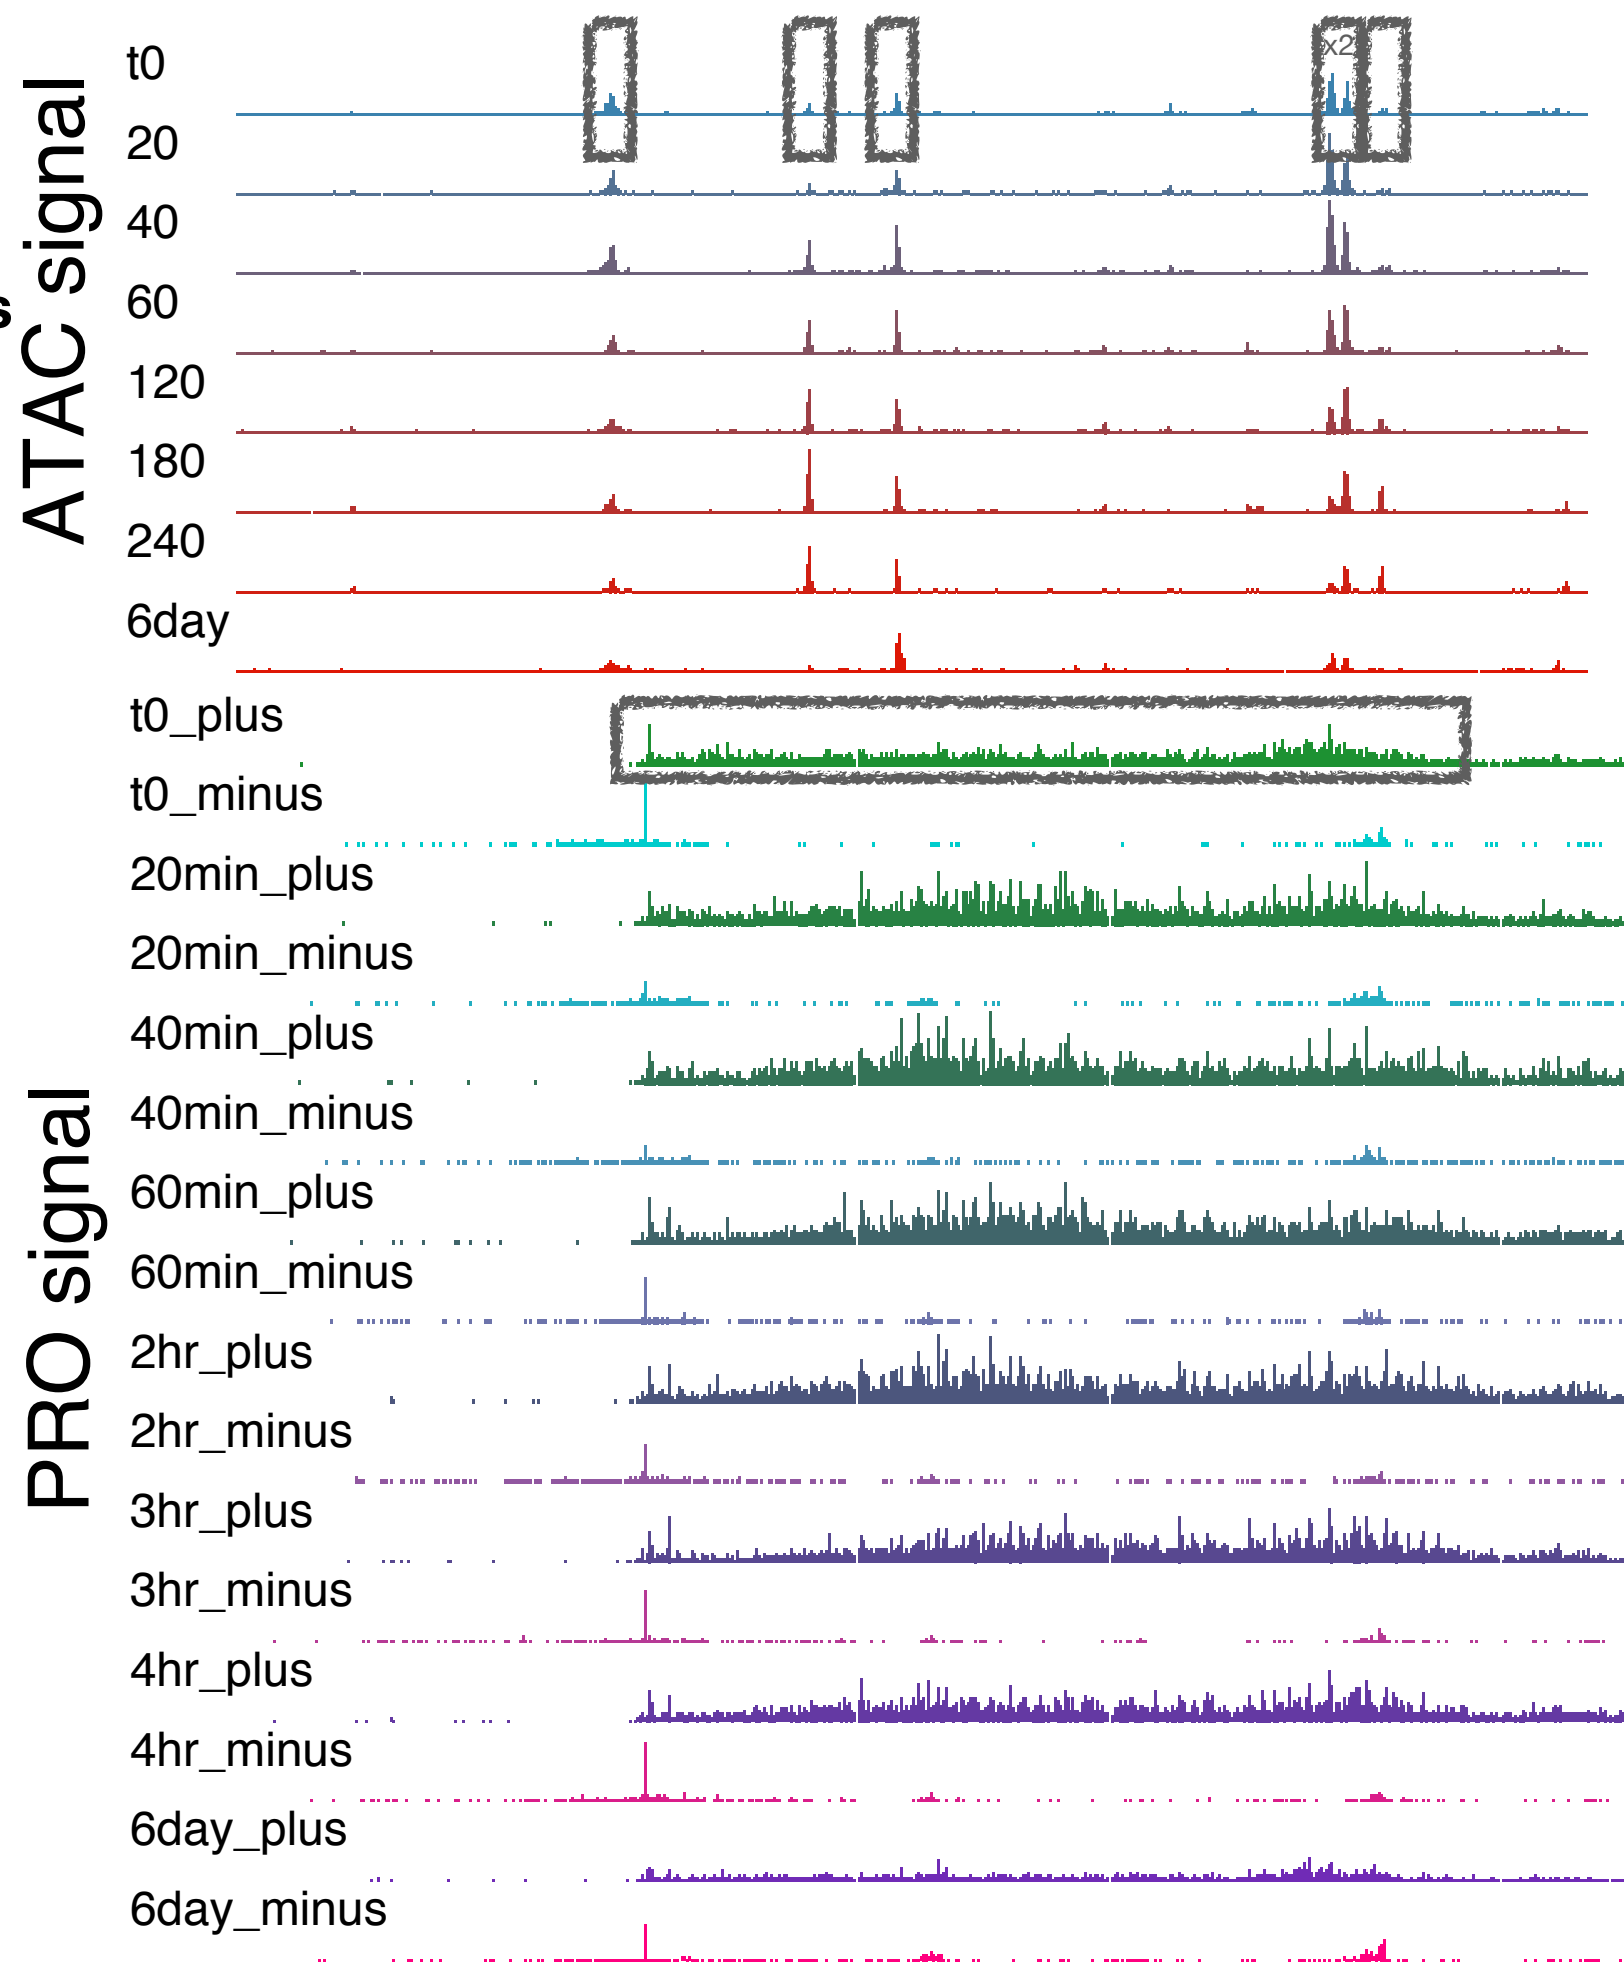 ATAC signal
s
t0
x2
20
40
60
120
180
240
6day
PRO signal
t0_plus
t0_minus
20min_plus
20min_minus
40min_plus
40min_minus
60min_plus
60min_minus
2hr_plus
2hr_minus
3hr_plus
3hr_minus
4hr_plus
4hr_minus
6day_plus
6day_minus